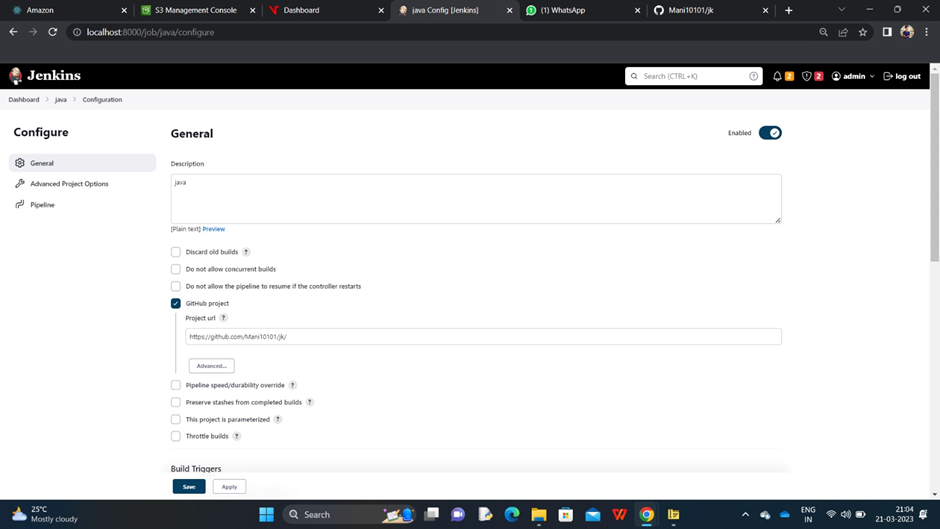 Amazon
S3 Management Console
Dashboard
java Config [Jenkins]
(1) WhatsApp
Mani10101/jk
localhost:8000/job/java/configure
Jenkins
Search (CTRL+K)
2
2
admin
log out
Dashboard > java > Configuration
Configure
General
Advanced Project Options
Pipeline
General
Enabled
Description
java
[Plain text] Preview
Discard old builds ?
Do not allow concurrent builds
Do not allow the pipeline to resume if the controller restarts
GitHub project
Project url ?
https://github.com/Mani10101/jk/
Advanced...
Pipeline speed/durability override ?
Preserve stashes from completed builds ?
This project is parameterized ?
Throttle builds ?
Build Triggers
Save
Apply
25°C
Mostly cloudy
Search
ENG
IN
21:04
21-03-2023